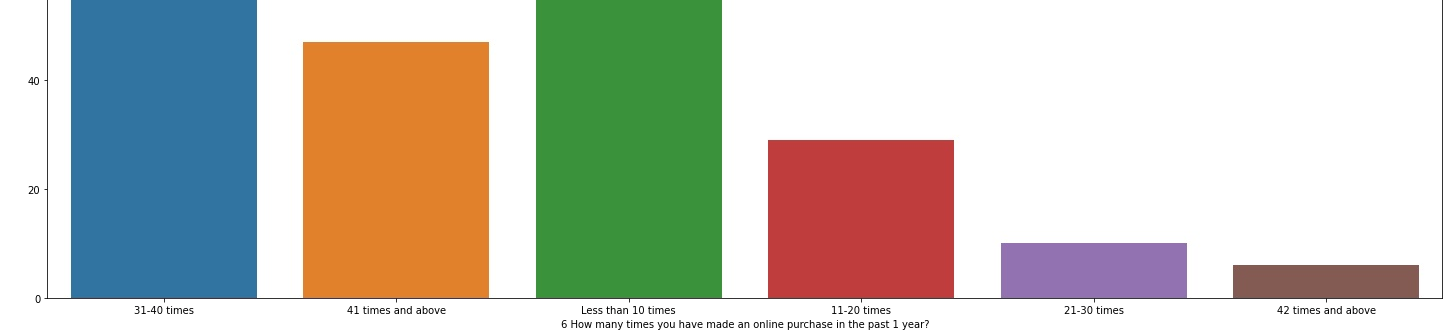 40
20
0
31-40 times 41 times and above Less than 10 times 11-20 times 21-30 times 42 times and above
6 How many times you have made an online purchase in the past 1 year?